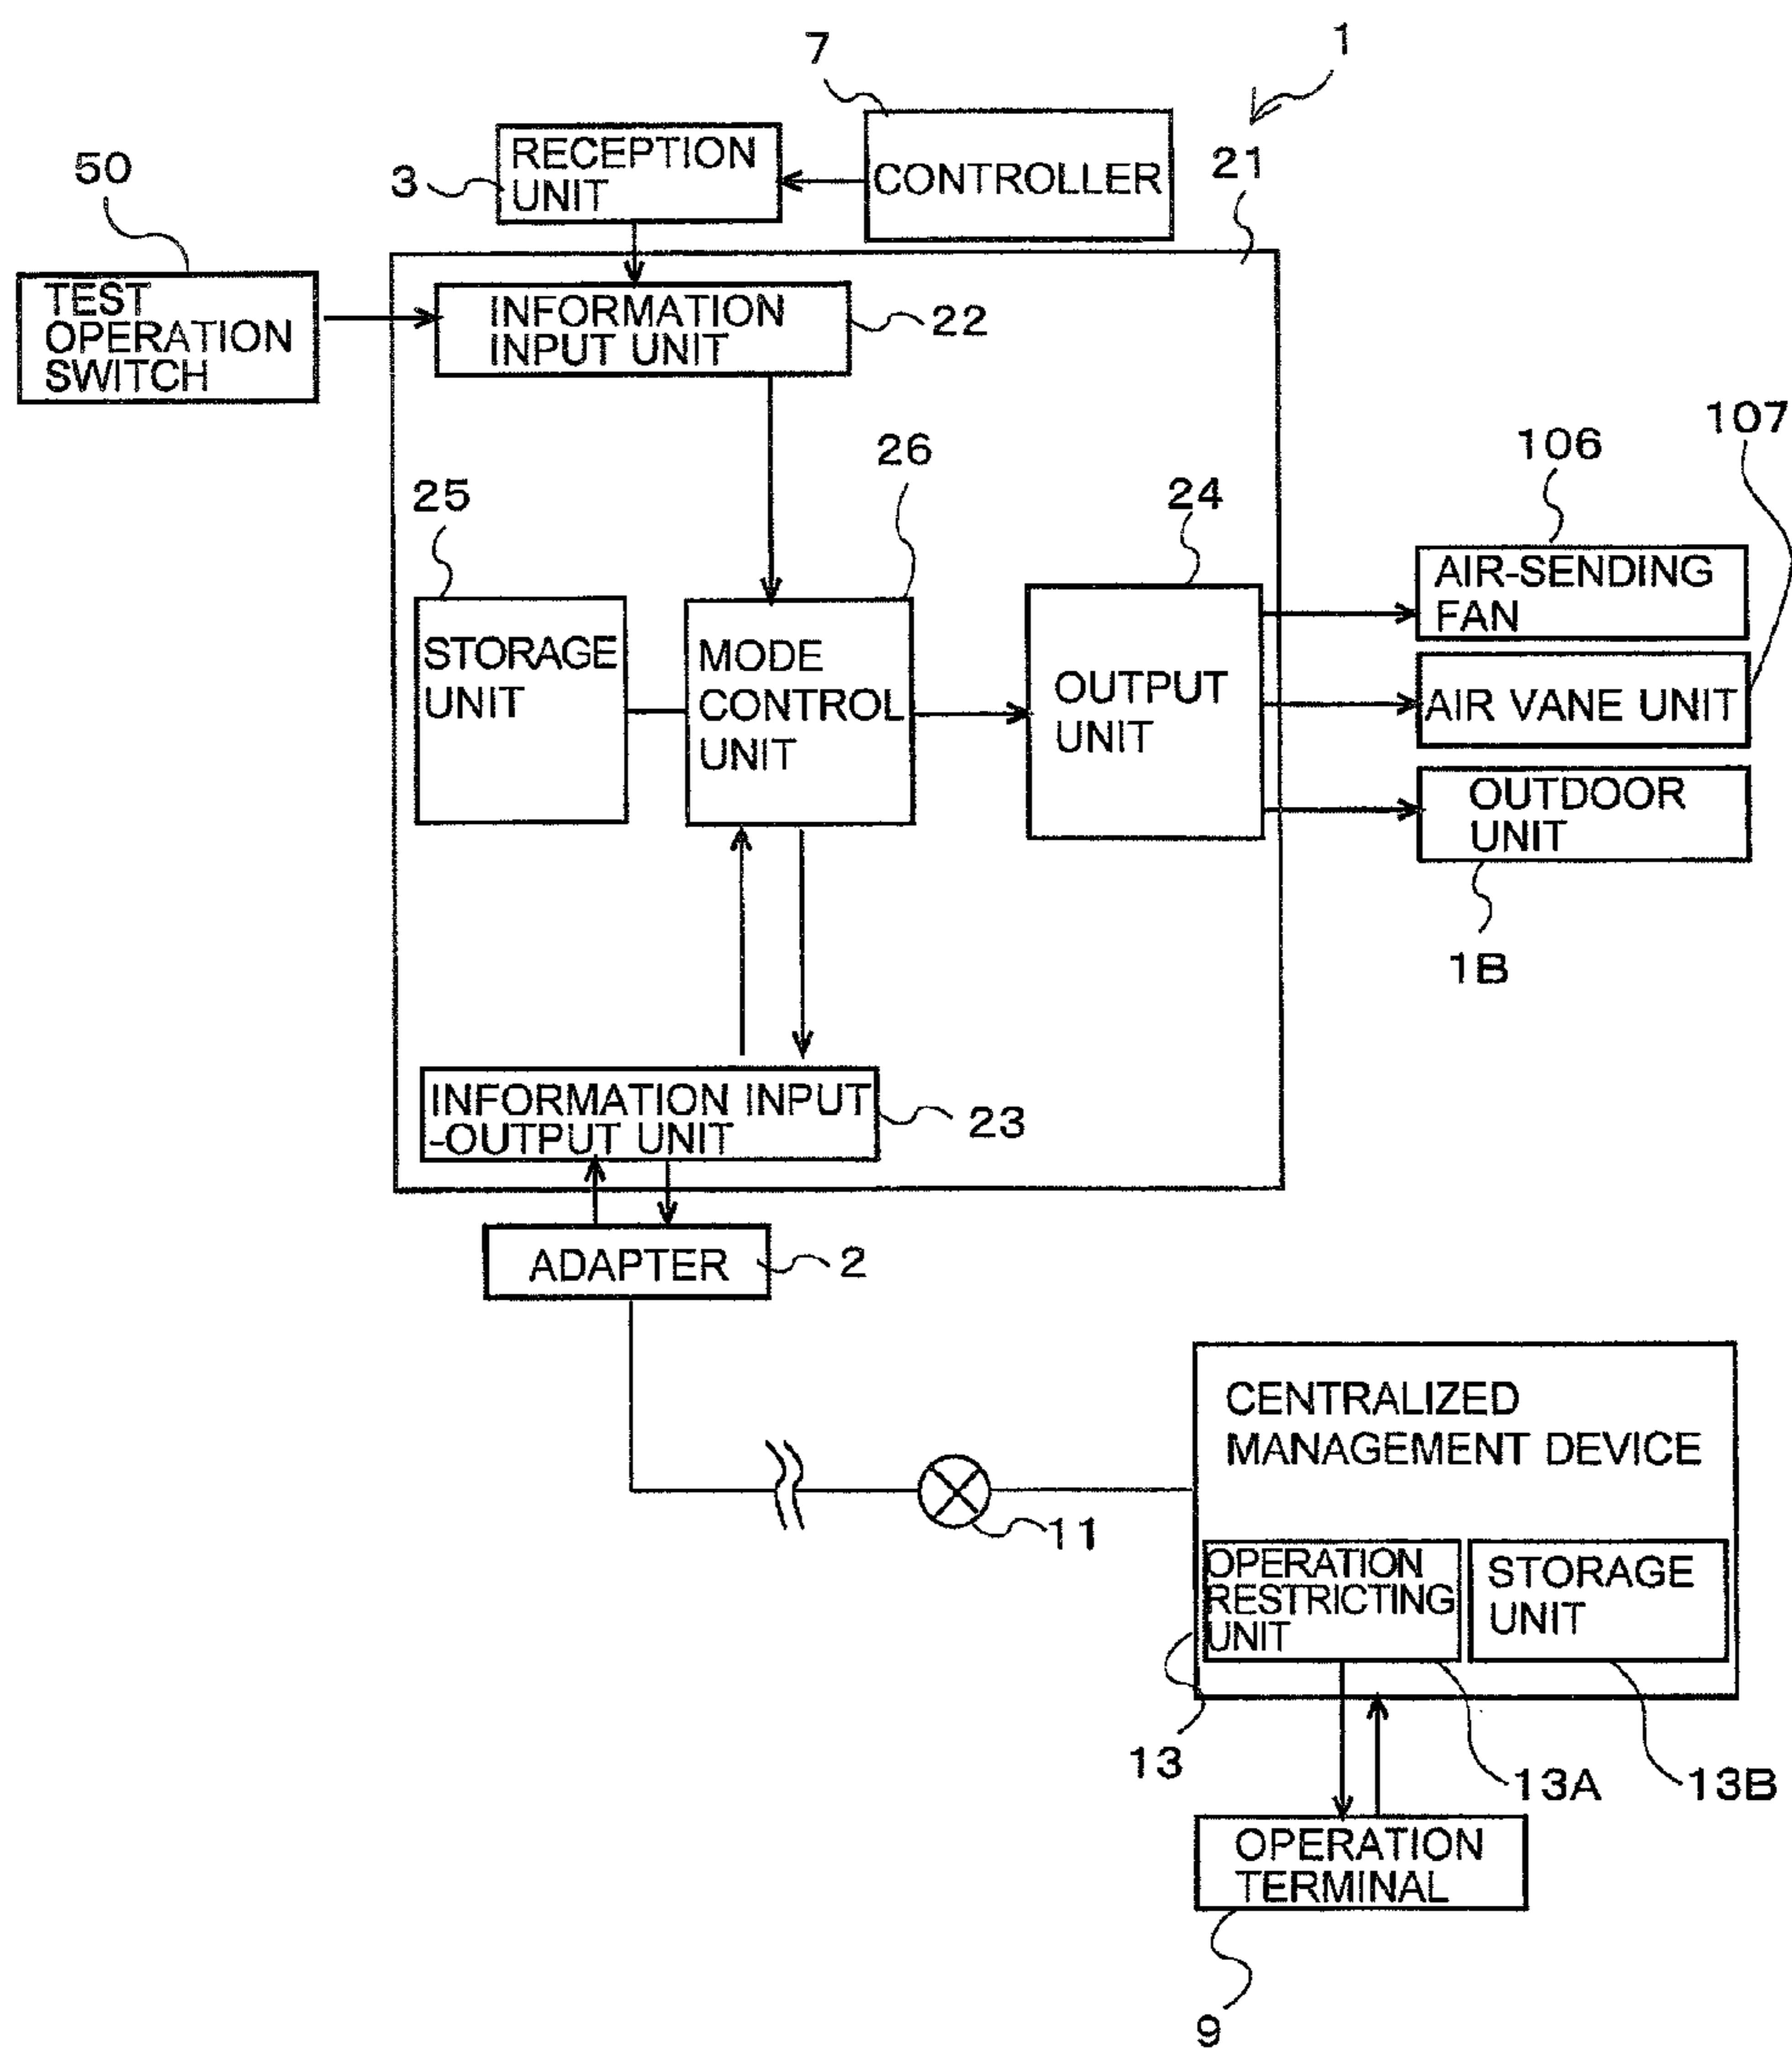 1
7
RECEPTION
UNIT
3
CONTROLLER
21
50
TEST
OPERATION
SWITCH
INFORMATION
INPUT UNIT
22
107
106
26
25
24
AIR-SENDING
FAN
STORAGE
UNIT
MODE
CONTROL
UNIT
OUTPUT
UNIT
AIR VANE UNIT
OUTDOOR
UNIT
1B
INFORMATION INPUT
-OUTPUT UNIT
23
ADAPTER
2
CENTRALIZED
MANAGEMENT DEVICE
11
OPERATION
RESTRICTING
UNIT
STORAGE
UNIT
13
13A
13B
OPERATION
TERMINAL
9